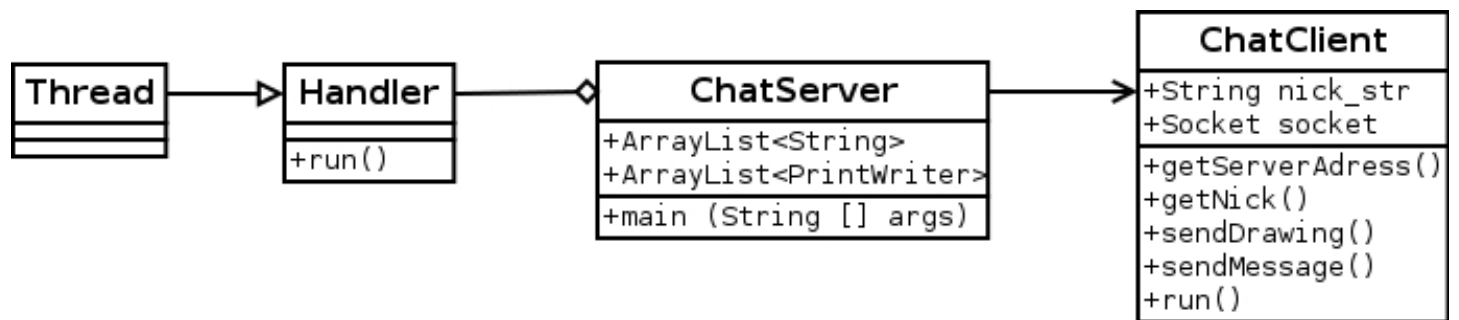 Thread
Handler
+run()
ChatServer
+ArrayList<String>
+ArrayList<PrintWriter>
+main (String [] args)
ChatClient
+String nick_str
+Socket socket
+getServerAdress()
+getNick()
+sendDrawing()
+sendMessage()
+run()